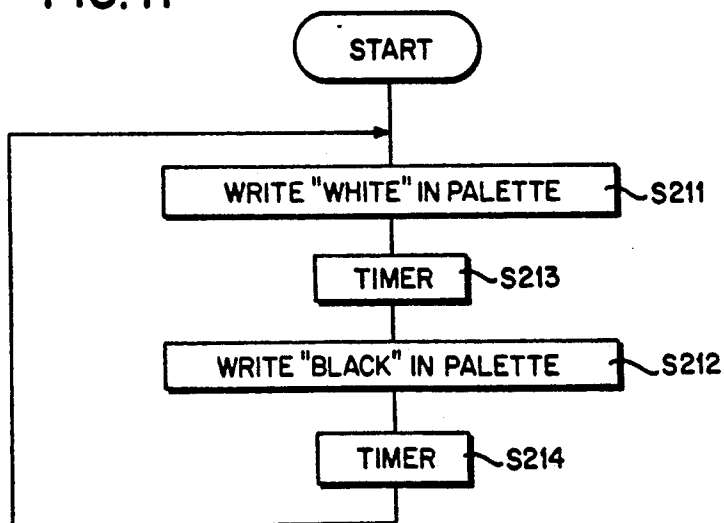 START
WRITE "WHITE" IN PALETTE S211
TIMER S213
WRITE "BLACK" IN PALETTE S212
TIMER S214